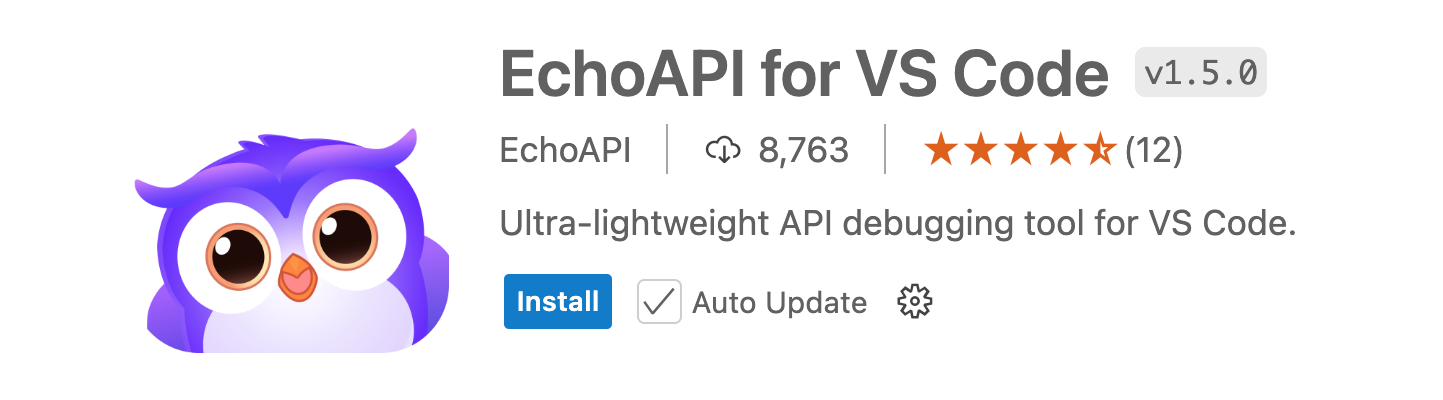 EchoAPI for VS Code v1.5.0
EchoAPI 8,763 (12)
Ultra-lightweight API debugging tool for VS Code.
Install Auto Update